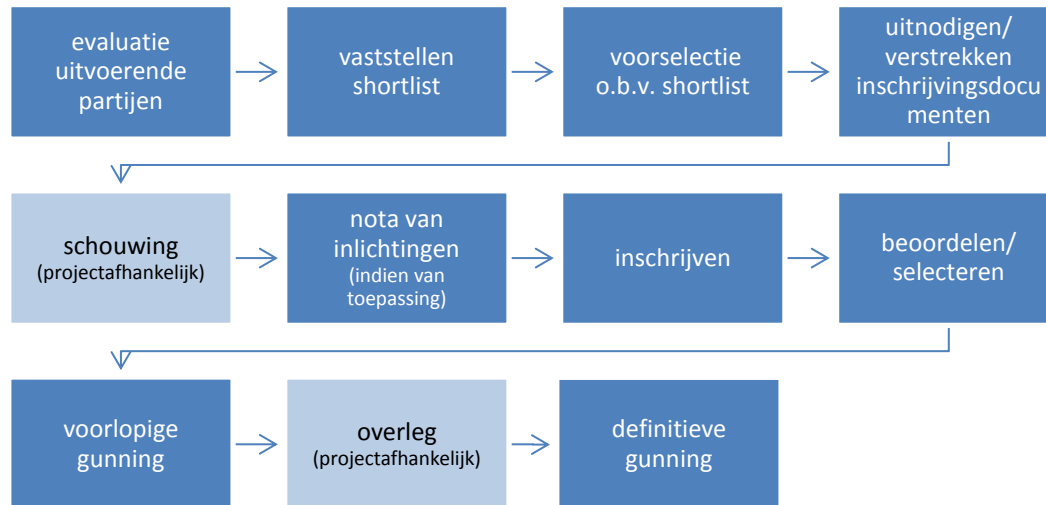 evaluatie
uitvoerende
partijen
vaststellen
shortlist
voorselectie
o.b.v. shortlist
uitnodigen/
verstrekken
inschrijvingsdocu
menten
schouwing
(projectafhankelijk)
nota van
inlichtingen
(indien van
toepassing)
inschrijven
beoordelen/
selecteren
voorlopige
gunning
overleg
(projectafhankelijk)
definitieve
gunning